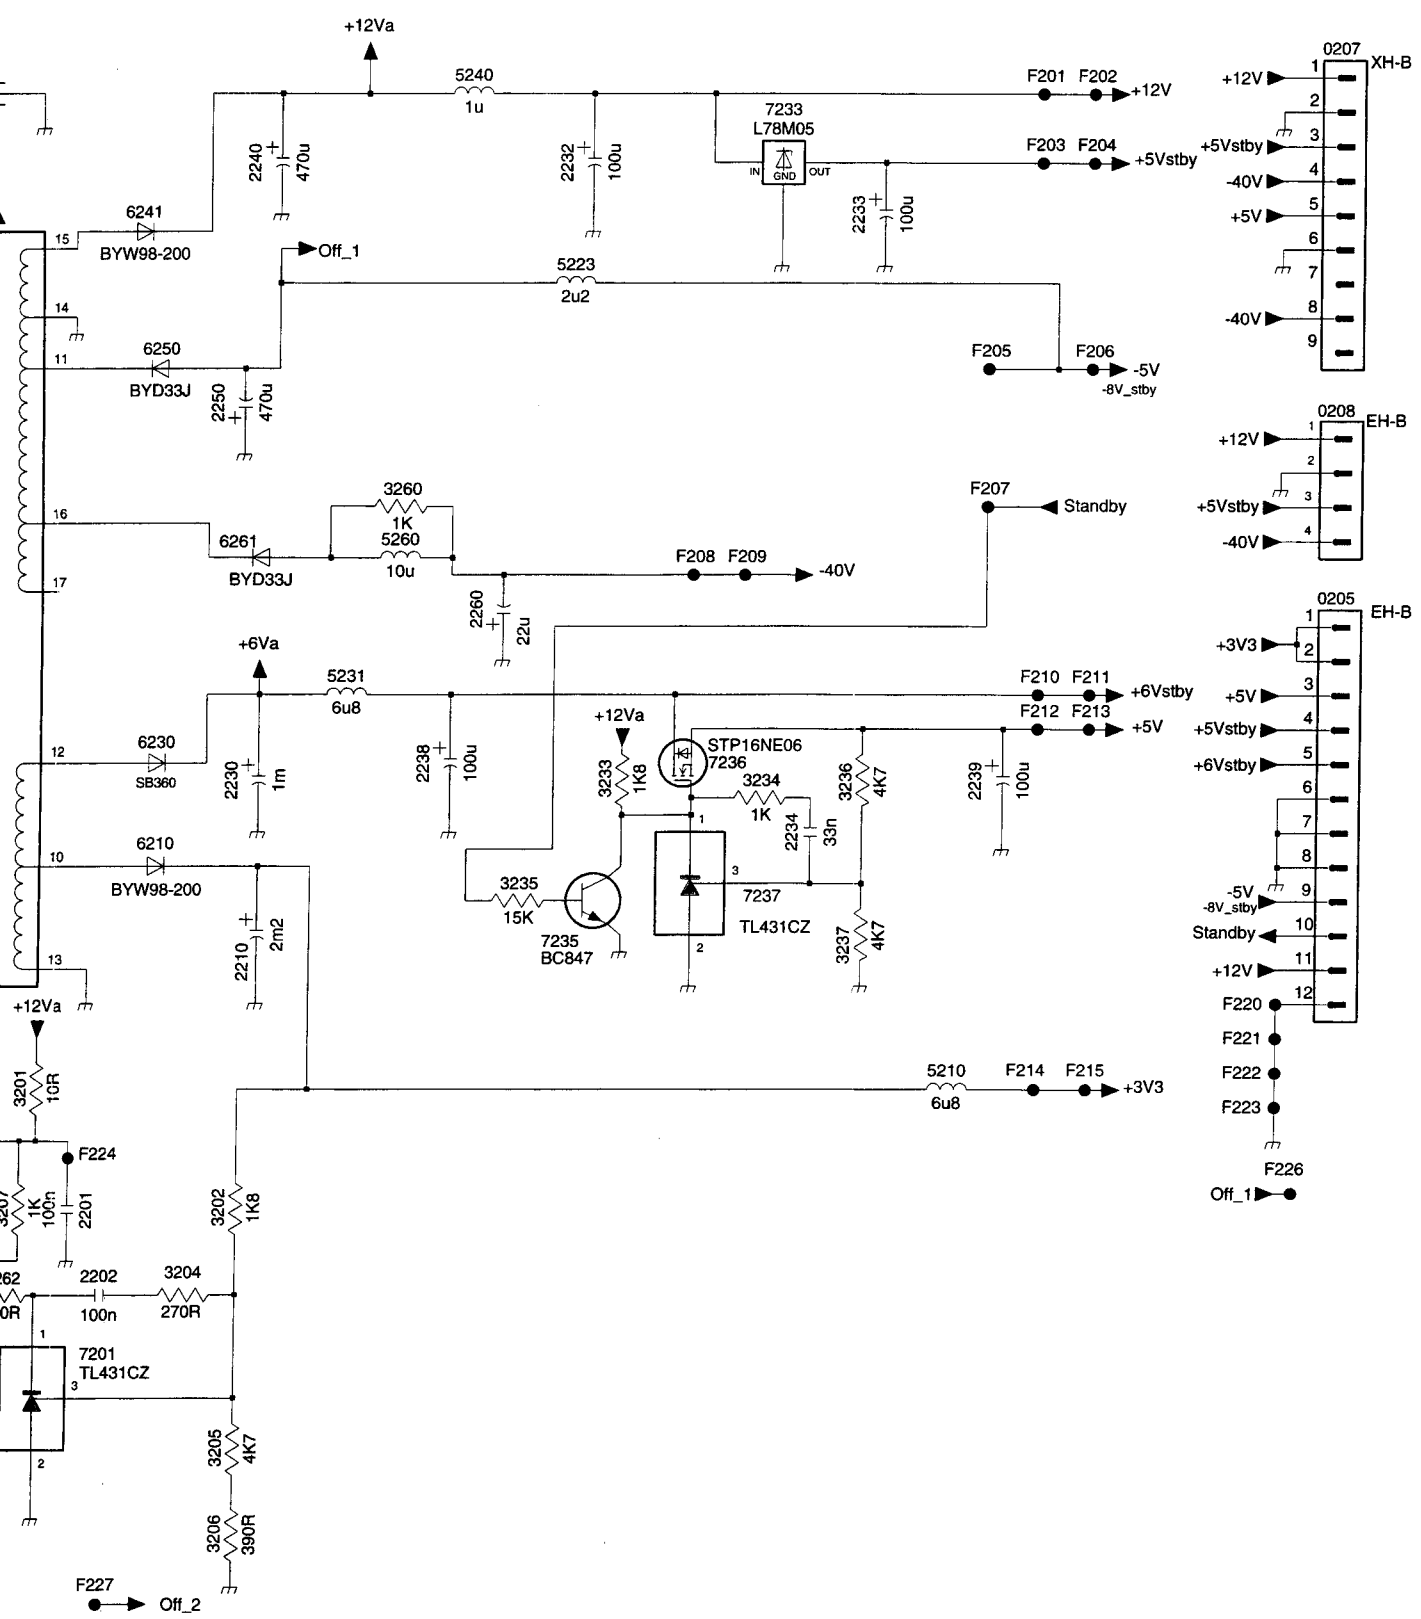 +12Va
5240
1u
2240
470u
2232
100u
7233
L78M05
IN
GND
OUT
2233
100u
F201
F202
+12V
F203
F204
+5Vstby
6241
BYW98-200
15
14
11
16
17
12
10
13
Off_1
5223
2u2
6250
BYD33J
2250
470u
F205
F206
-5V
-8V_stby
3260
1K
5260
10u
6261
BYD33J
2260
22u
F208
F209
-40V
F207
Standby
+6Va
5231
6u8
6230
SB360
2230
1m
2238
100u
+12Va
3233
1K8
STP16NE06
7236
3234
1K
2234
33n
3236
4K7
2239
100u
F210
F211
+6Vstby
F212
F213
+5V
6210
BYW98-200
2210
2m2
3235
15K
7235
BC847
1
3
2
7237
TL431CZ
3237
4K7
5210
6u8
F214
F215
+3V3
+12Va
3201
10R
F224
3207
1K
100n
2201
3202
1K8
262
0R
2202
100n
3204
270R
1
7201
TL431CZ
3
2
3205
4K7
3206
390R
F227
Off_2
0207
XH-B
+12V
1
2
+5Vstby
3
-40V
4
+5V
5
6
7
-40V
8
9
0208
EH-B
+12V
1
2
+5Vstby
3
-40V
4
0205
EH-B
1
+3V3
2
+5V
3
+5Vstby
4
+6Vstby
5
6
7
8
-5V
-8V_stby
9
Standby
10
+12V
11
F220
12
F221
F222
F223
F226
Off_1